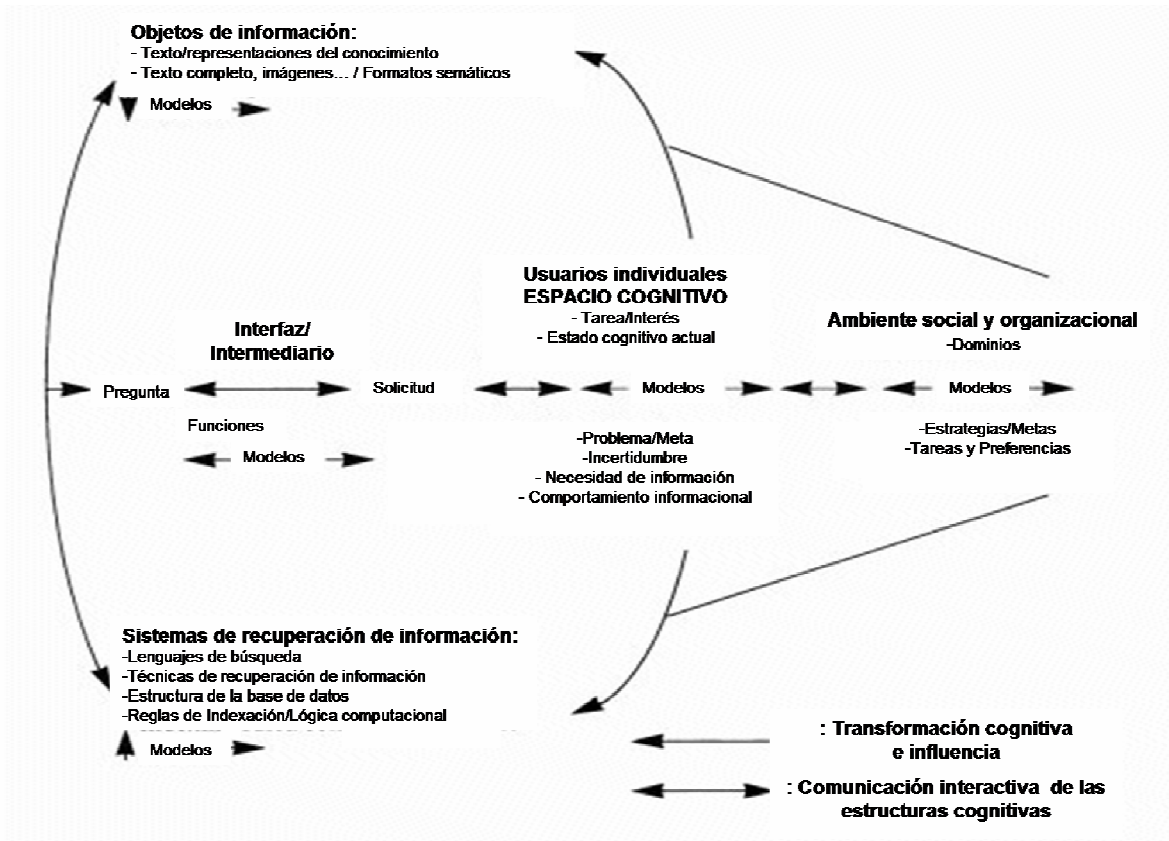 Objetos de información:
- Texto/representaciones del conocimiento
- Texto completo, imágenes... / Formatos semáticos
Modelos
Usuarios individuales
ESPACIO COGNITIVO
- Tarea/Interés
- Estado cognitivo actual
Interfaz/
Intermediario
Ambiente social y organizacional
-Dominios
Pregunta
Solicitud
Modelos
Modelos
Funciones
Modelos
-Problema/Meta
-Incertidumbre
- Necesidad de información
- Comportamiento informacional
-Estrategias/Metas
-Tareas y Preferencias
Sistemas de recuperación de información:
-Lenguajes de búsqueda
-Técnicas de recuperación de información
-Estructura de la base de datos
-Reglas de Indexación/Lógica computacional
Modelos
: Transformación cognitiva
e influencia
: Comunicación interactiva de las
estructuras cognitivas